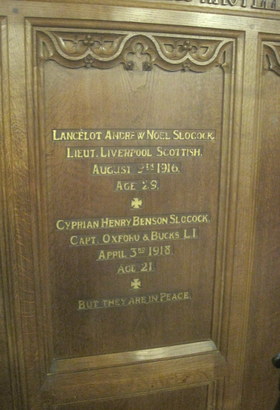 LANCELOT ANDREW NOEL SLOCOCK.
LIEUT. LIVERPOOL SCOTTISH.
AUGUST 1916.
AGE 29.
CYPRIAN HENRY BENSON SLOCOCK.
CAPT. OXFORD & BUCKS L.I.
APRIL 3RD 1918.
AGE 21
BUT THEY ARE IN PEACE.